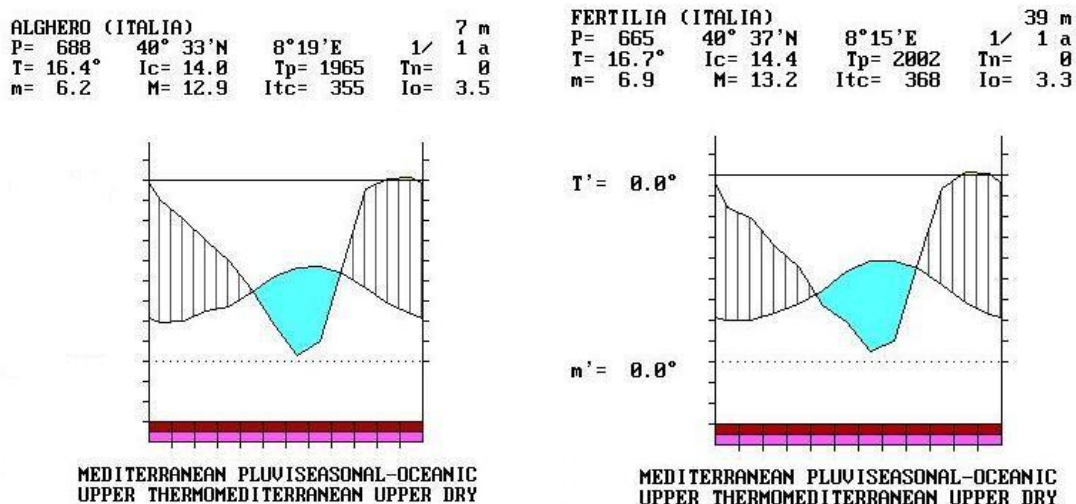 ALGHERO (ITALIA) 7 m
P= 688 40° 33'N 8°19'E 1/ 1 a
T= 16.4° Ic= 14.0 Tp= 1965 Tn= 0
m= 6.2 M= 12.9 Itc= 355 Io= 3.5
MEDITERRANEAN PLUVISEASONAL-OCEANIC
UPPER THERMOMEDITERRANEAN UPPER DRY
FERTILIA (ITALIA) 39 m
P= 665 40° 37'N 8°15'E 1/ 1 a
T= 16.7° Ic= 14.4 Tp= 2002 Tn= 0
m= 6.9 M= 13.2 Itc= 368 Io= 3.3
T'= 0.0°
m'= 0.0°
MEDITERRANEAN PLUVISEASONAL-OCEANIC
UPPER THERMOMEDITERRANEAN UPPER DRY